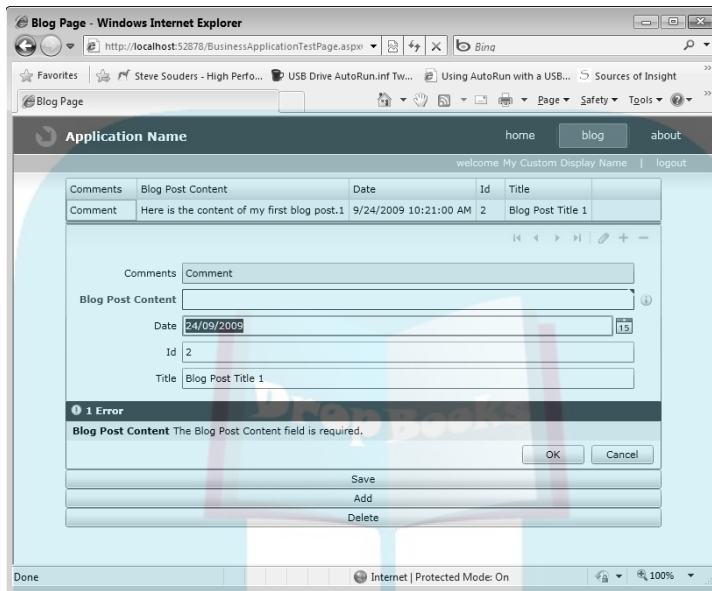 Blog Page - Windows Internet Explorer
http://localhost:52878/BusinessApplicationTestPage.aspx
Bing
Favorites Steve Souders - High Perfo... USB Drive AutoRun.inf Tw... Using AutoRun with a USB... Sources of Insight
Blog Page
Page Safety Tools
Application Name home blog about
welcome My Custom Display Name | logout
Comments Blog Post Content Date Id Title
Comment Here is the content of my first blog post.1 9/24/2009 10:21:00 AM 2 Blog Post Title 1
Comments Comment
Blog Post Content
Date 24/09/2009 15
Id 2
Title Blog Post Title 1
1 Error
Drop Books
Blog Post Content The Blog Post Content field is required.
OK Cancel
Save
Add
Delete
Done Internet | Protected Mode: On 100%